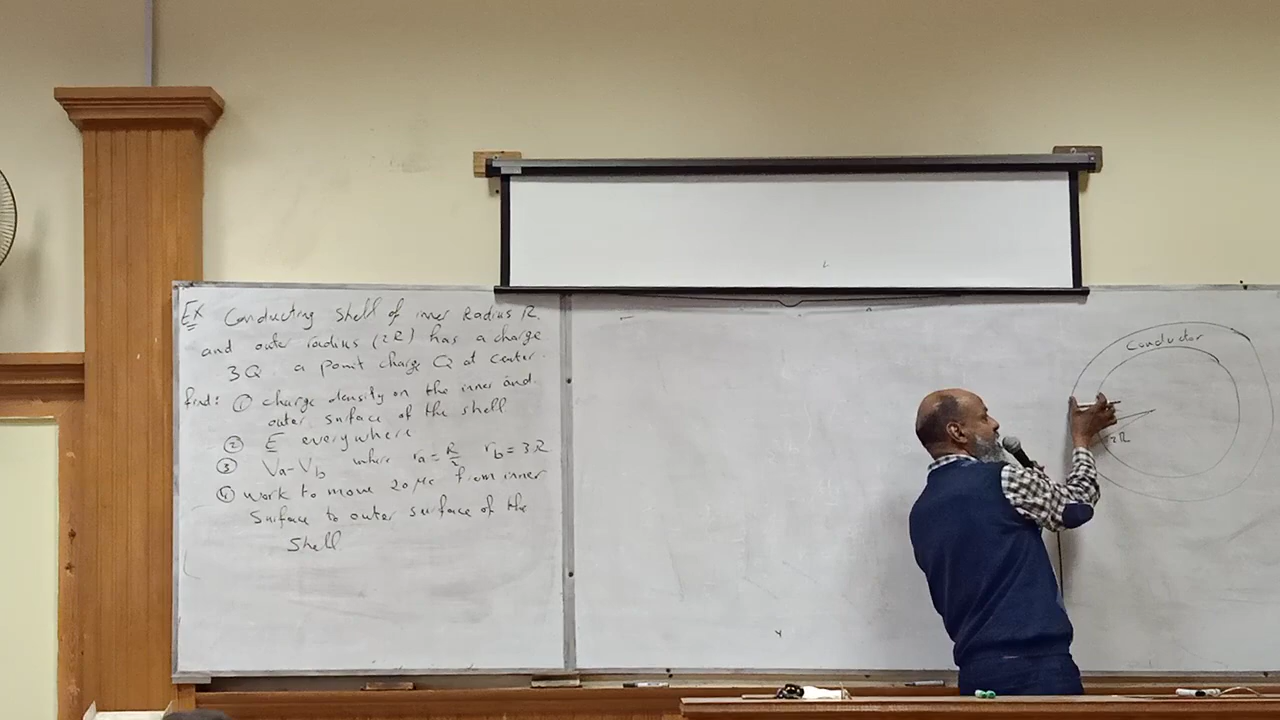 Ex Conducting Shell of inner Radius R
and outer radius (2R) has a charge
3Q a point charge Q at center.
find: ① charge density on the inner and
outer surface of the shell
② E everywhere
③ Va-Vb where ra=R/2 rb=3R
④ work to move 20 μc from inner
surface to outer surface of the
shell
Conductor
2R